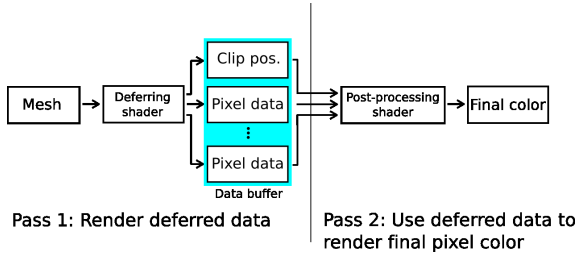 Clip pos.
Mesh
Deferring
shader
Pixel data
Pixel data
Data buffer
Post-processing
shader
Final color
Pass 1: Render deferred data
Pass 2: Use deferred data to
render final pixel color